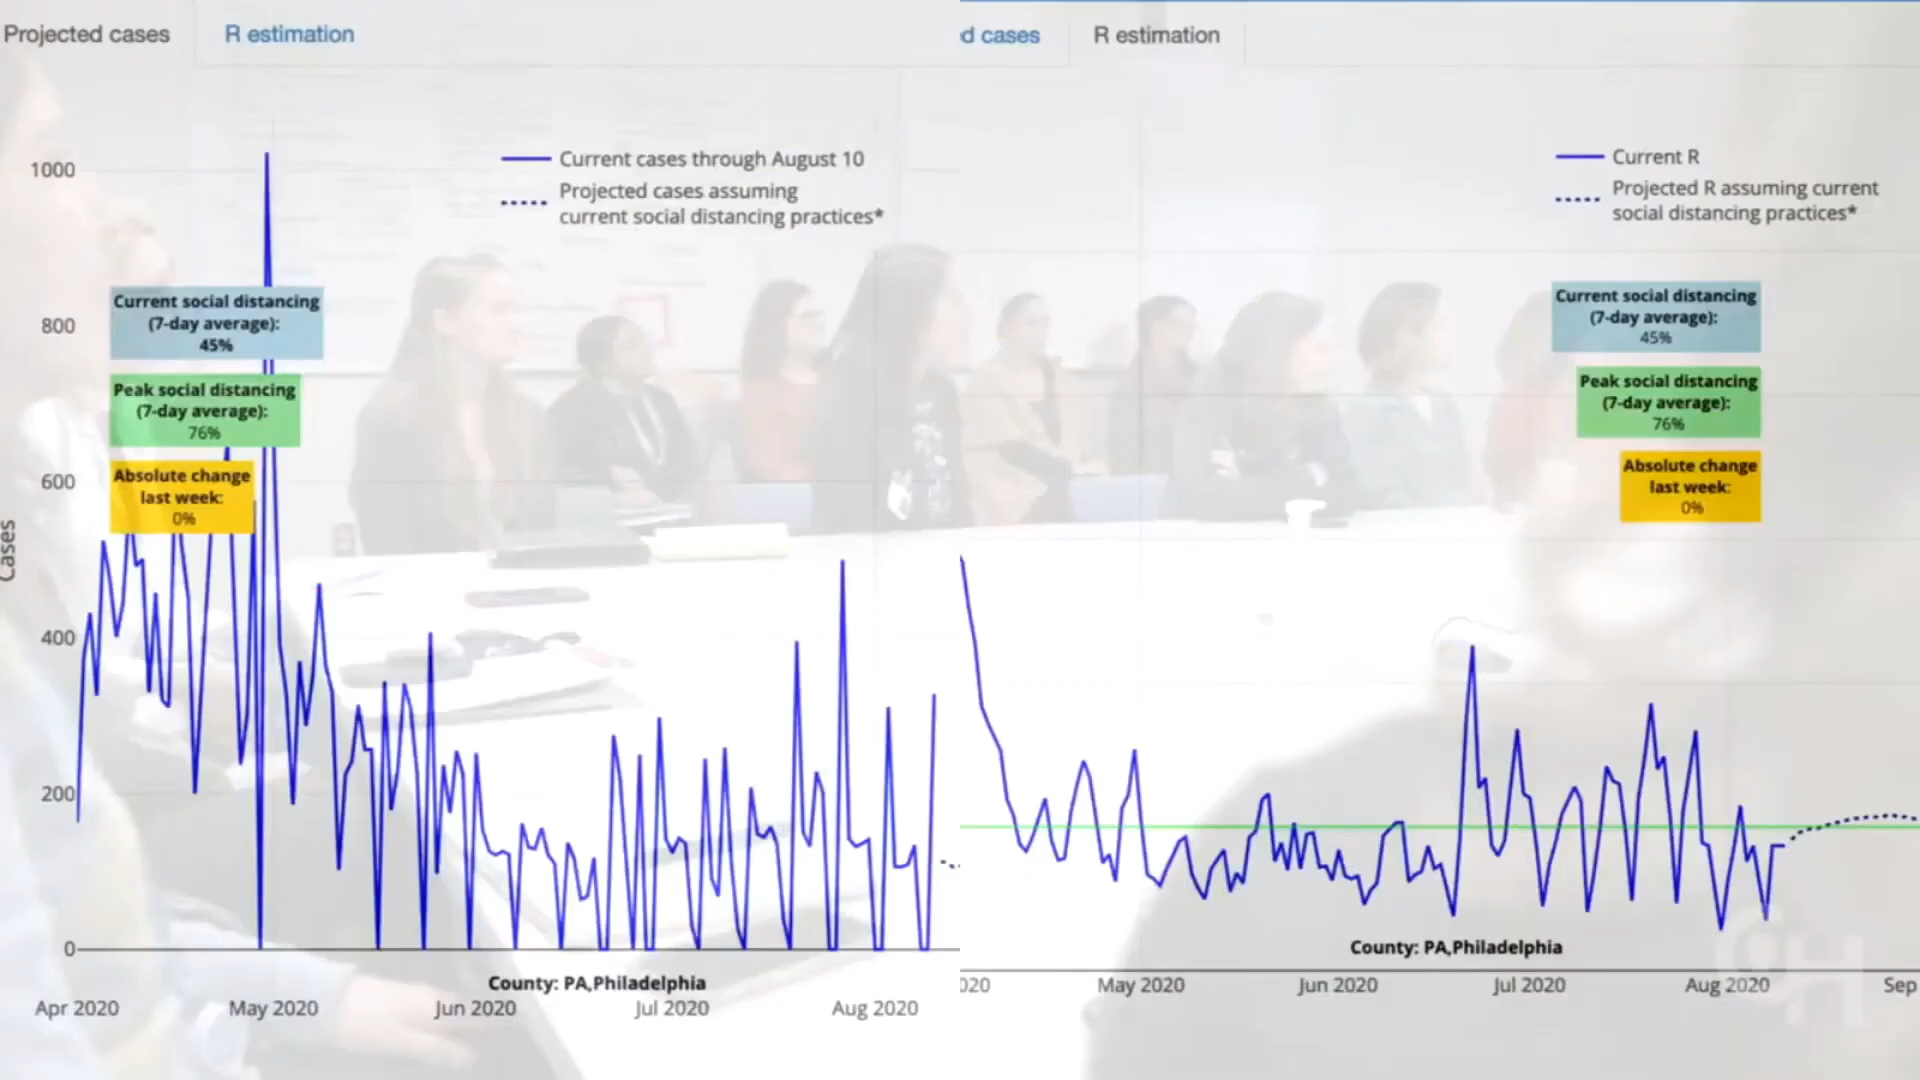 Projected cases
R estimation
Current cases through August 10
Projected cases assuming
current social distancing practices*
Current social distancing
(7-day average):
45%
Peak social distancing
(7-day average):
76%
Absolute change
last week:
0%
Cases
1000
800
600
400
200
0
County: PA,Philadelphia
Apr 2020
May 2020
Jun 2020
Jul 2020
Aug 2020
d cases
R estimation
Current R
Projected R assuming current
social distancing practices*
Current social distancing
(7-day average):
45%
Peak social distancing
(7-day average):
76%
Absolute change
last week:
0%
County: PA,Philadelphia
020
May 2020
Jun 2020
Jul 2020
Aug 2020
Sep
CH